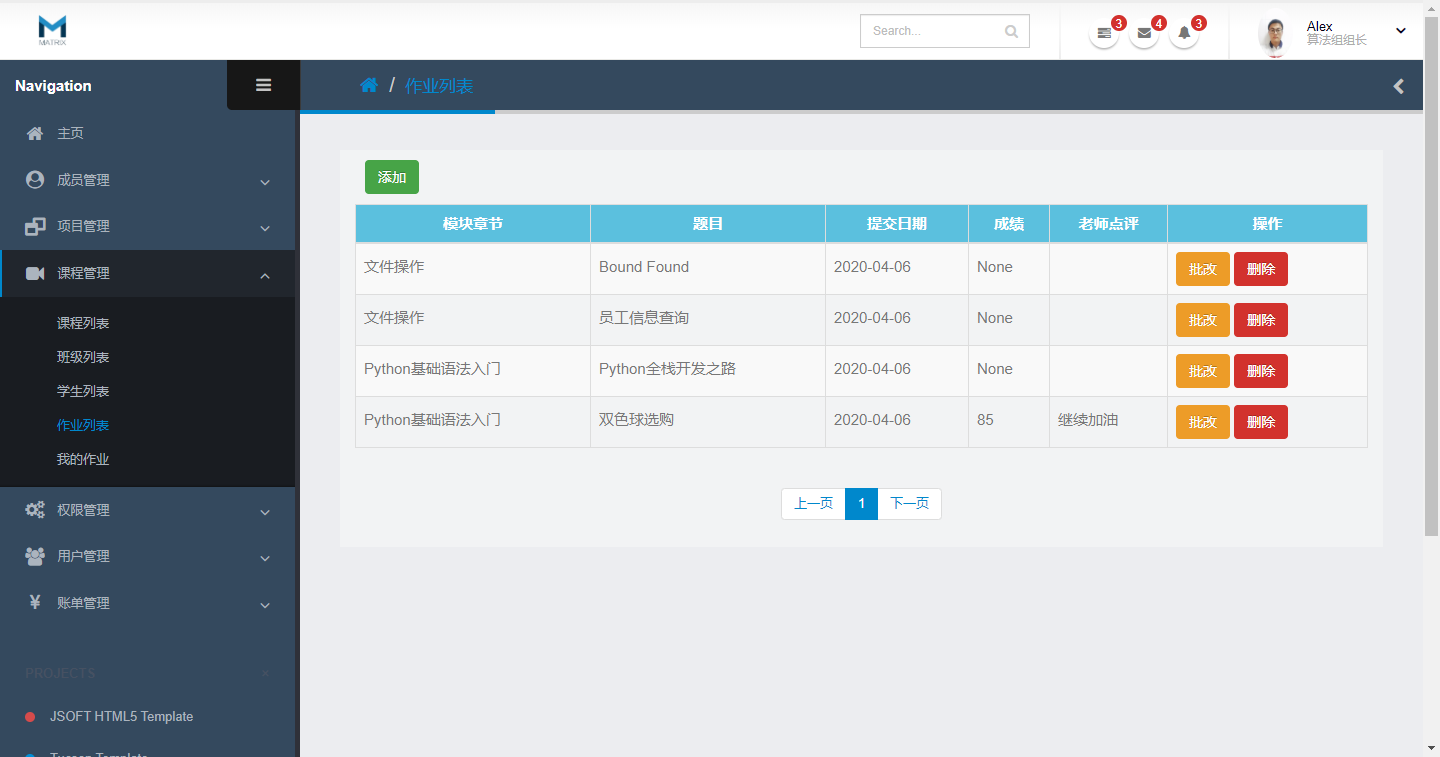 MATRIX
Search...
3
4
3
Alex
算法组组长
Navigation
/ 作业列表
主页
成员管理
项目管理
课程管理
课程列表
班级列表
学生列表
作业列表
我的作业
权限管理
用户管理
账单管理
PROJECTS
JSOFT HTML5 Template
Tucson Template
添加
模块章节 题目 提交日期 成绩 老师点评 操作
文件操作 Bound Found 2020-04-06 None 批改 删除
文件操作 员工信息查询 2020-04-06 None 批改 删除
Python基础语法入门 Python全栈开发之路 2020-04-06 None 批改 删除
Python基础语法入门 双色球选购 2020-04-06 85 继续加油 批改 删除
上一页 1 下一页